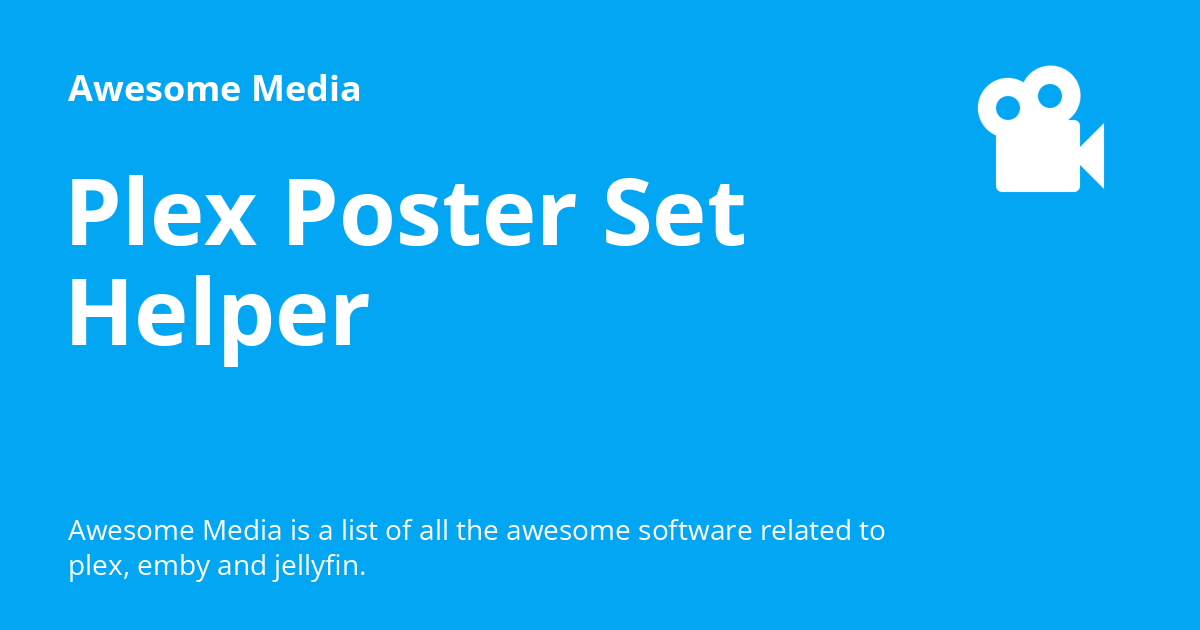 Awesome Media
Plex Poster Set
Helper
Awesome Media is a list of all the awesome software related to
plex, emby and jellyfin.